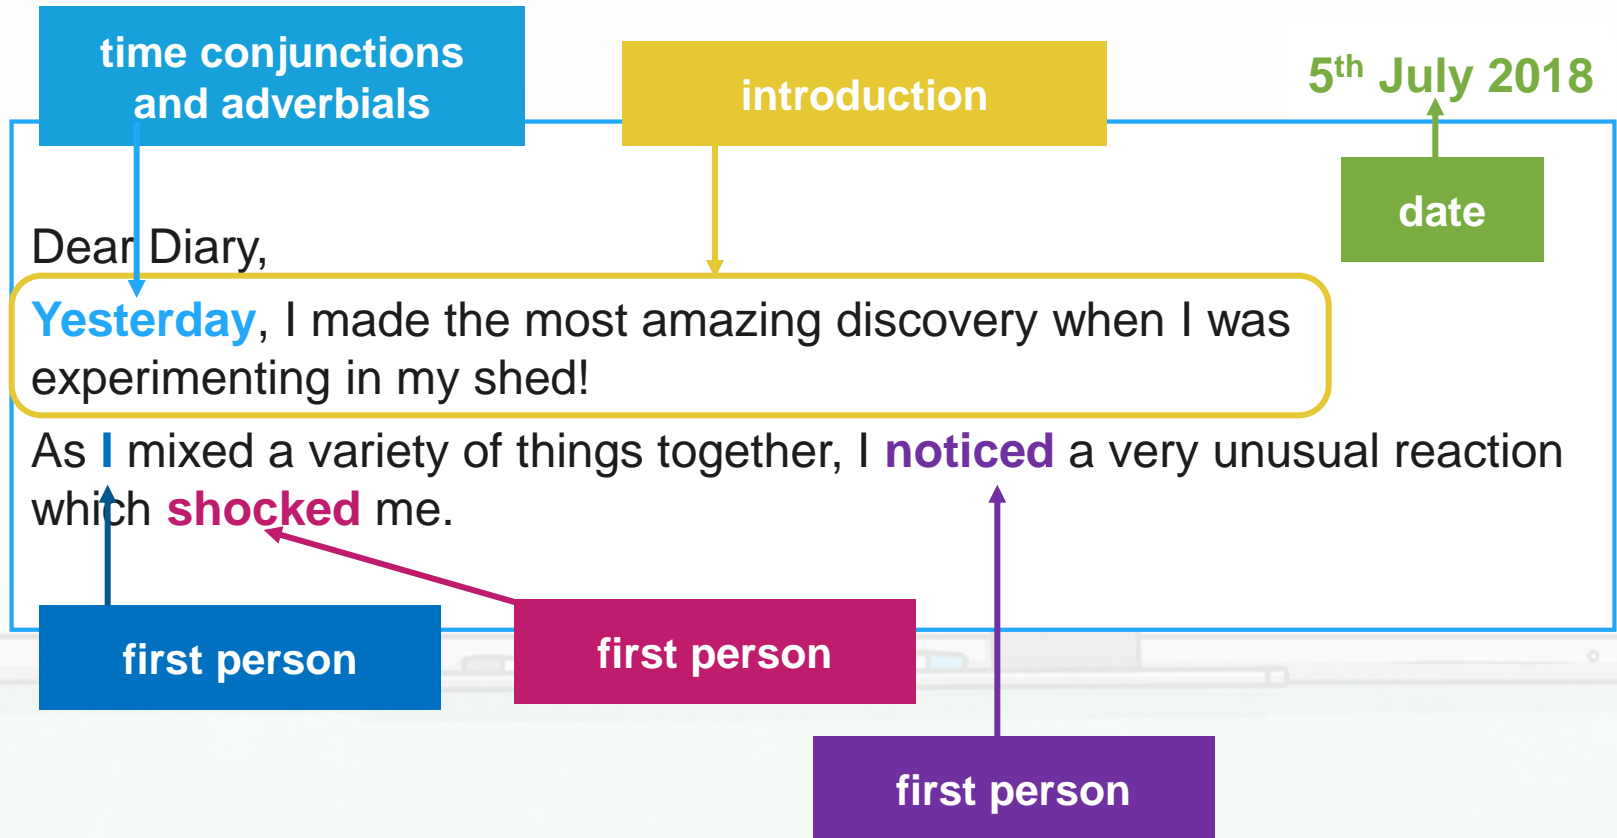 time conjunctions
and adverbials
introduction
5th July 2018
date
Dear Diary,
Yesterday, I made the most amazing discovery when I was
experimenting in my shed!
As I mixed a variety of things together, I noticed a very unusual reaction
which shocked me.
first person
first person
first person